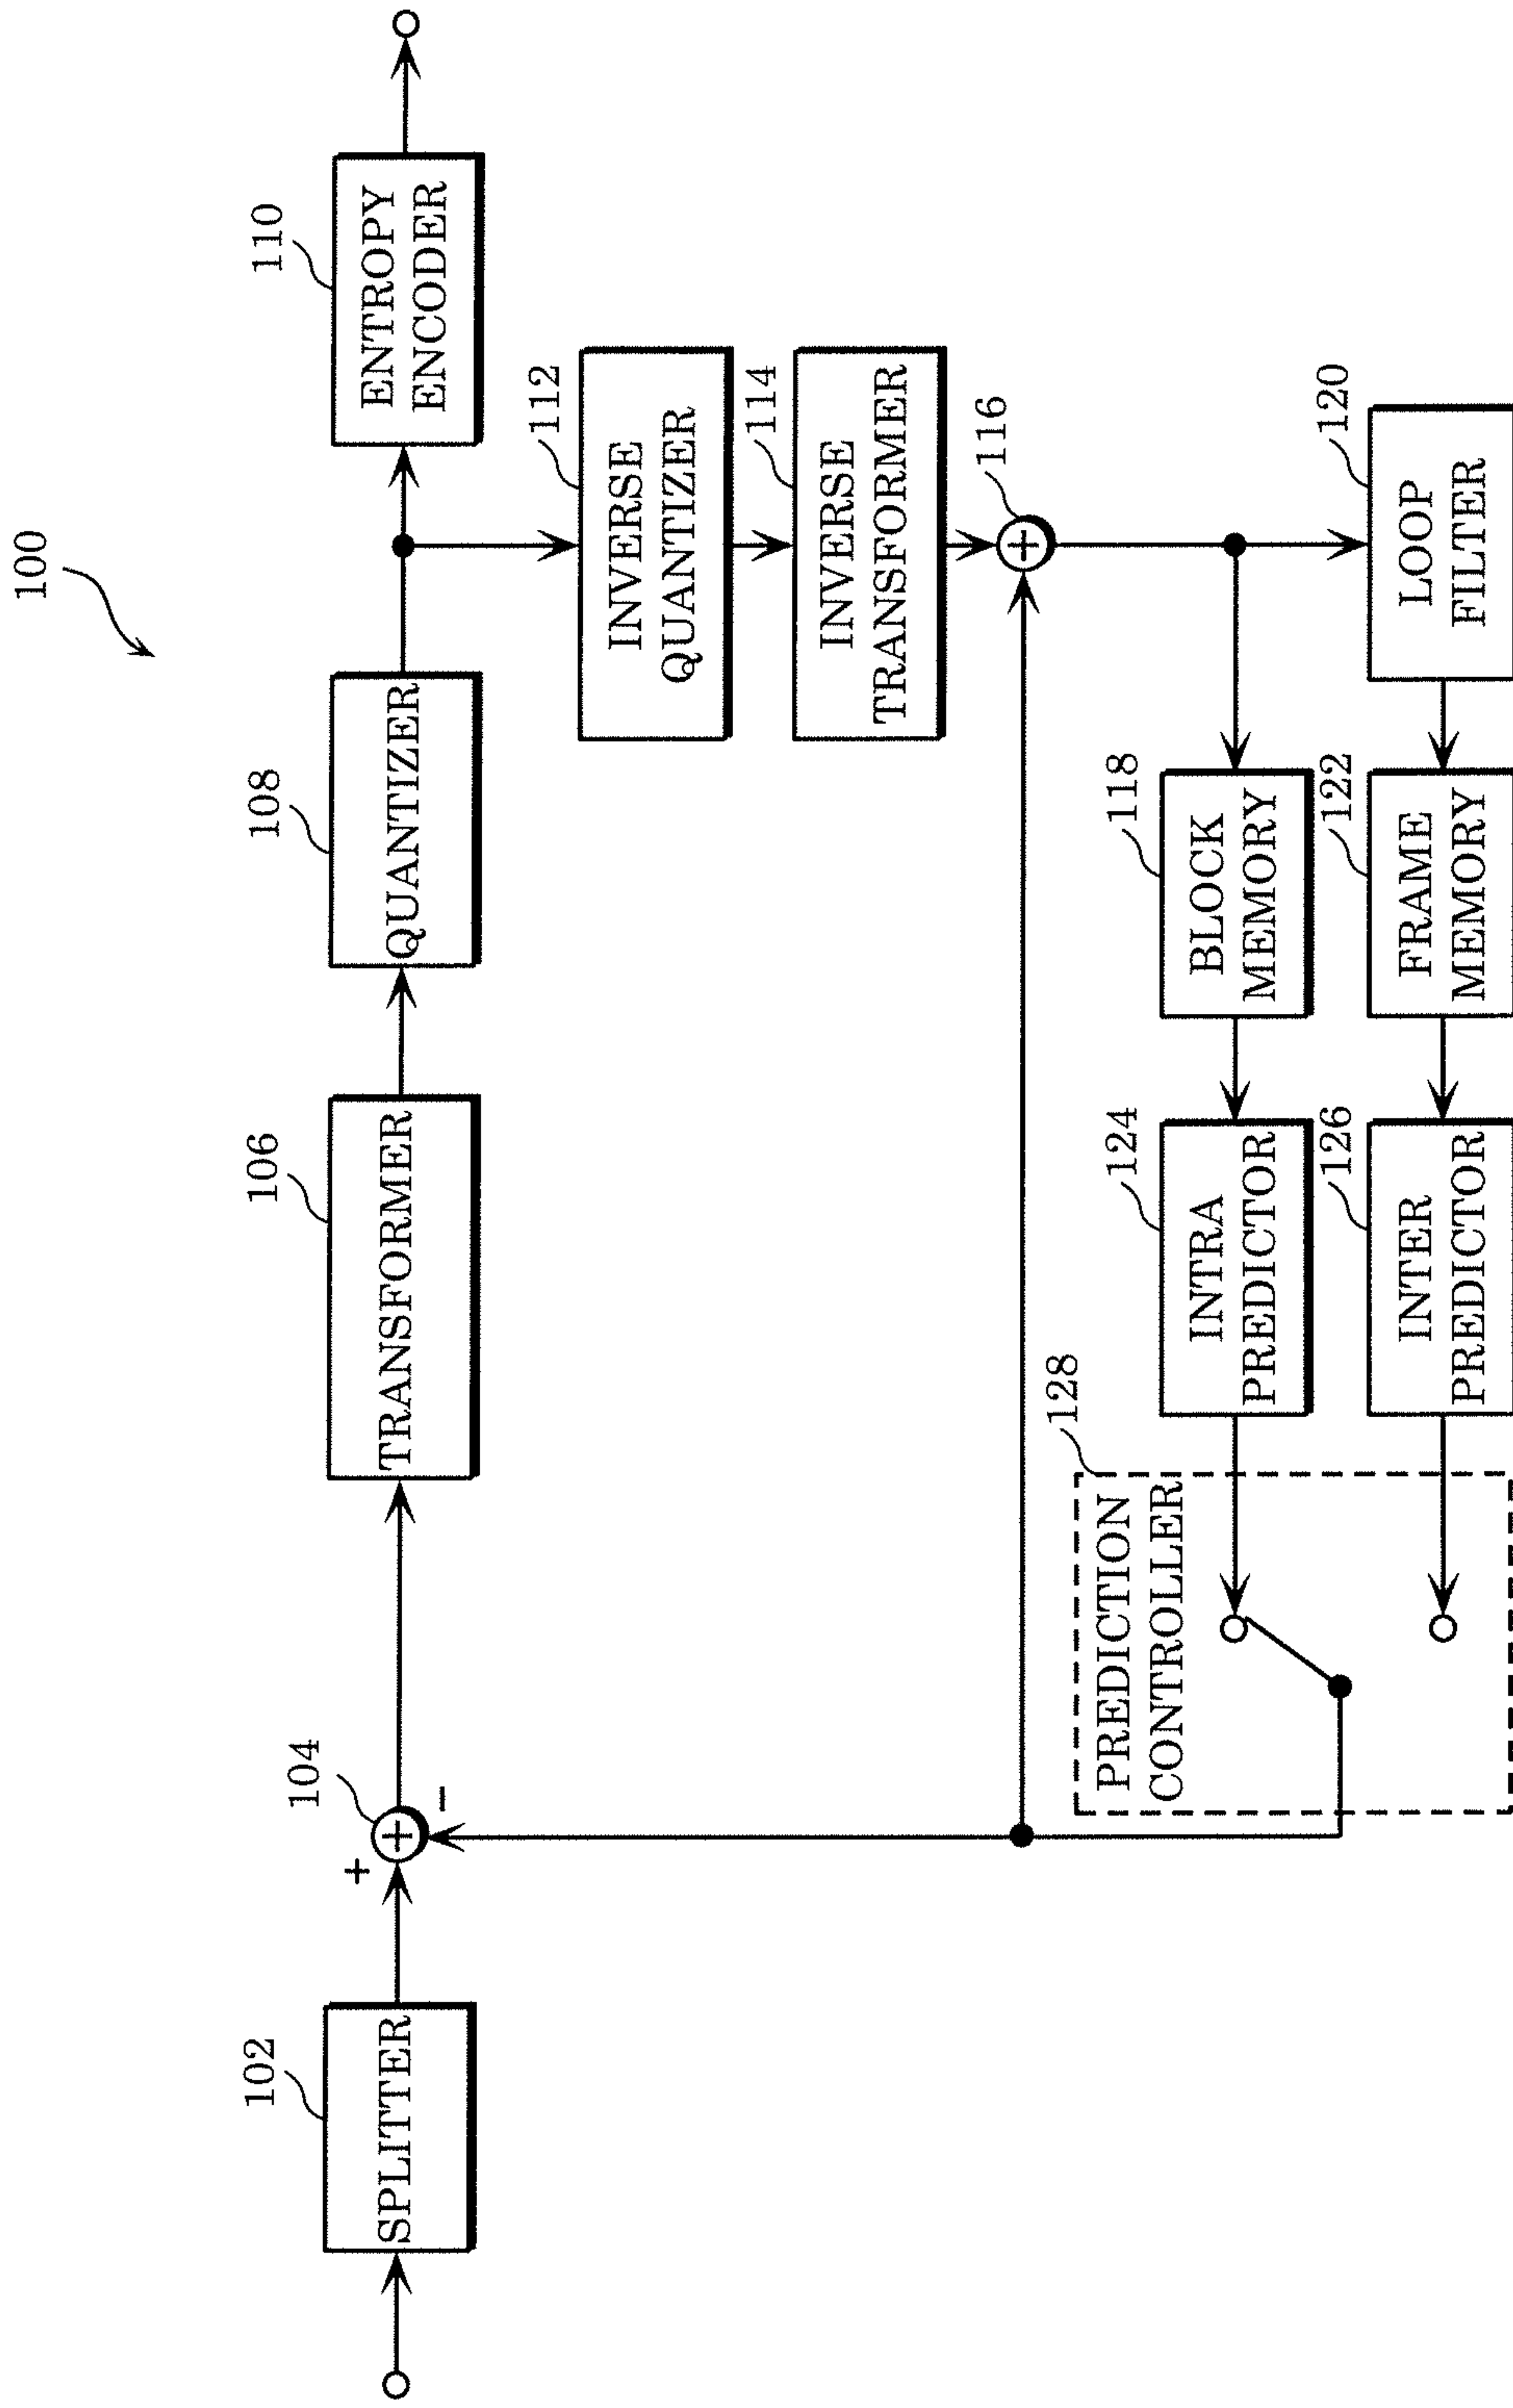 100
102
SPLITTER
104
+
−
+
106
TRANSFORMER
108
QUANTIZER
110
ENTROPY
ENCODER
112
INVERSE
QUANTIZER
114
INVERSE
TRANSFORMER
116
+
128
PREDICTION
CONTROLLER
124
INTRA
PREDICTOR
118
BLOCK
MEMORY
126
INTER
PREDICTOR
122
FRAME
MEMORY
120
LOOP
FILTER